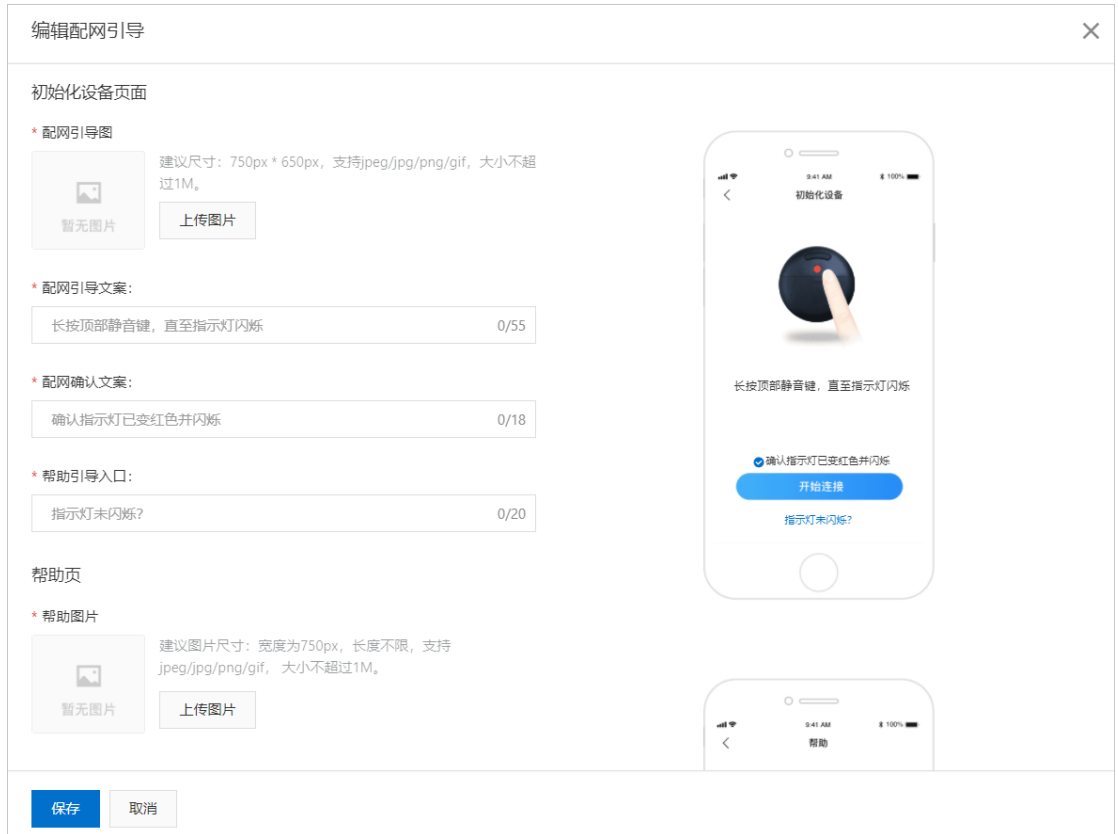 编辑配网引导
初始化设备页面
* 配网引导图
建议尺寸：750px * 650px，支持jpeg/jpg/png/gif，大小不超
过1M。
暂无图片
上传图片
* 配网引导文案：
长按顶部静音键，直至指示灯闪烁 0/55
* 配网确认文案：
确认指示灯已变红色并闪烁 0/18
* 帮助引导入口：
指示灯未闪烁？ 0/20
帮助页
* 帮助图片
建议图片尺寸：宽度为750px，长度不限，支持
jpeg/jpg/png/gif， 大小不超过1M。
暂无图片
上传图片
保存 取消
9:41 AM 100%
初始化设备
长按顶部静音键，直至指示灯闪烁
确认指示灯已变红色并闪烁
开始连接
指示灯未闪烁？
9:41 AM 100%
帮助